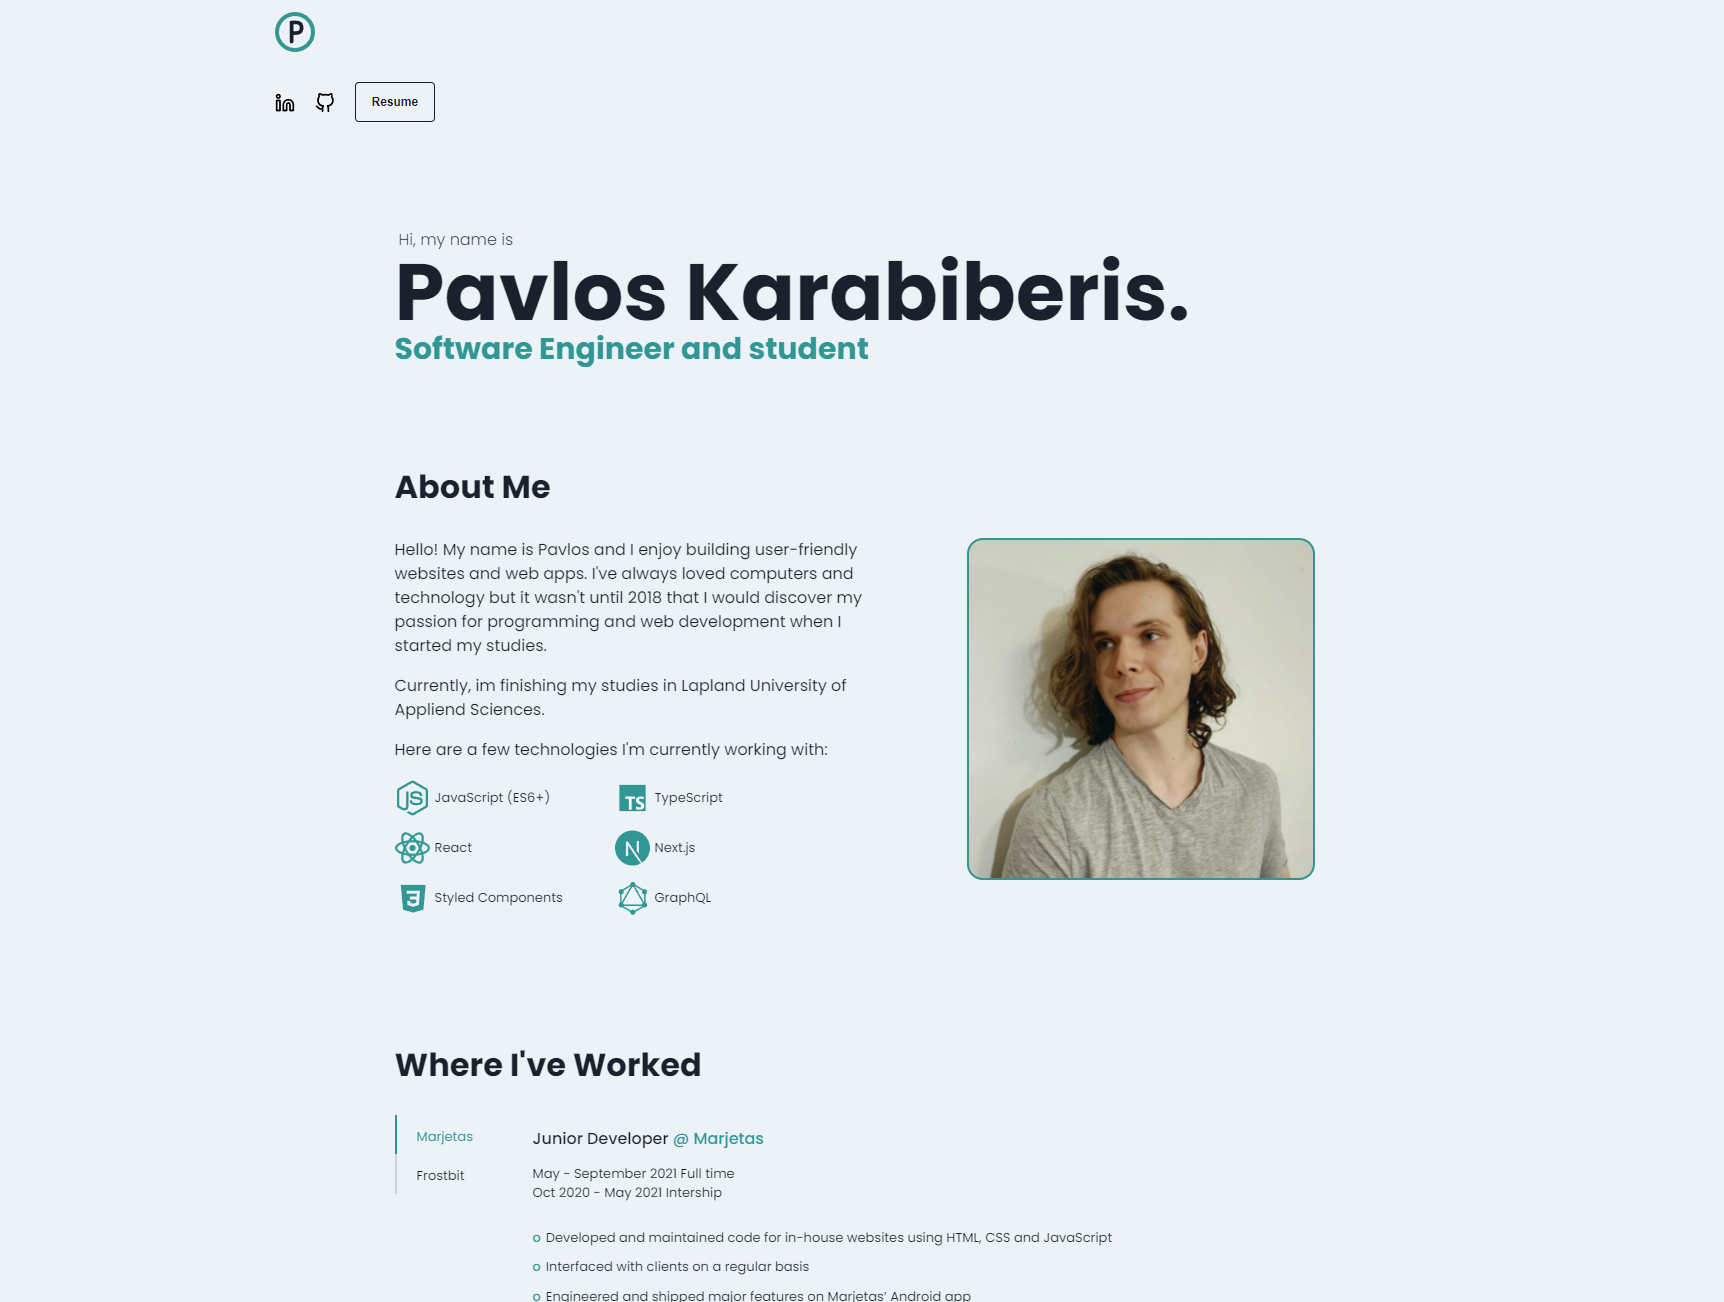 P
in
Resume
Hi, my name is
Pavlos Karabiberis.
Software Engineer and student
About Me
Hello! My name is Pavlos and I enjoy building user-friendly
websites and web apps. I've always loved computers and
technology but it wasn't until 2018 that I would discover my
passion for programming and web development when I
started my studies.
Currently, im finishing my studies in Lapland University of
Appliend Sciences.
Here are a few technologies I'm currently working with:
JS JavaScript (ES6+)
TS TypeScript
React
N Next.js
3 Styled Components
GraphQL
Where I've Worked
Marjetas
Frostbit
Junior Developer @ Marjetas
May - September 2021 Full time
Oct 2020 - May 2021 Intership
Developed and maintained code for in-house websites using HTML, CSS and JavaScript
Interfaced with clients on a regular basis
Engineered and shipped major features on Marjetas’ Android app